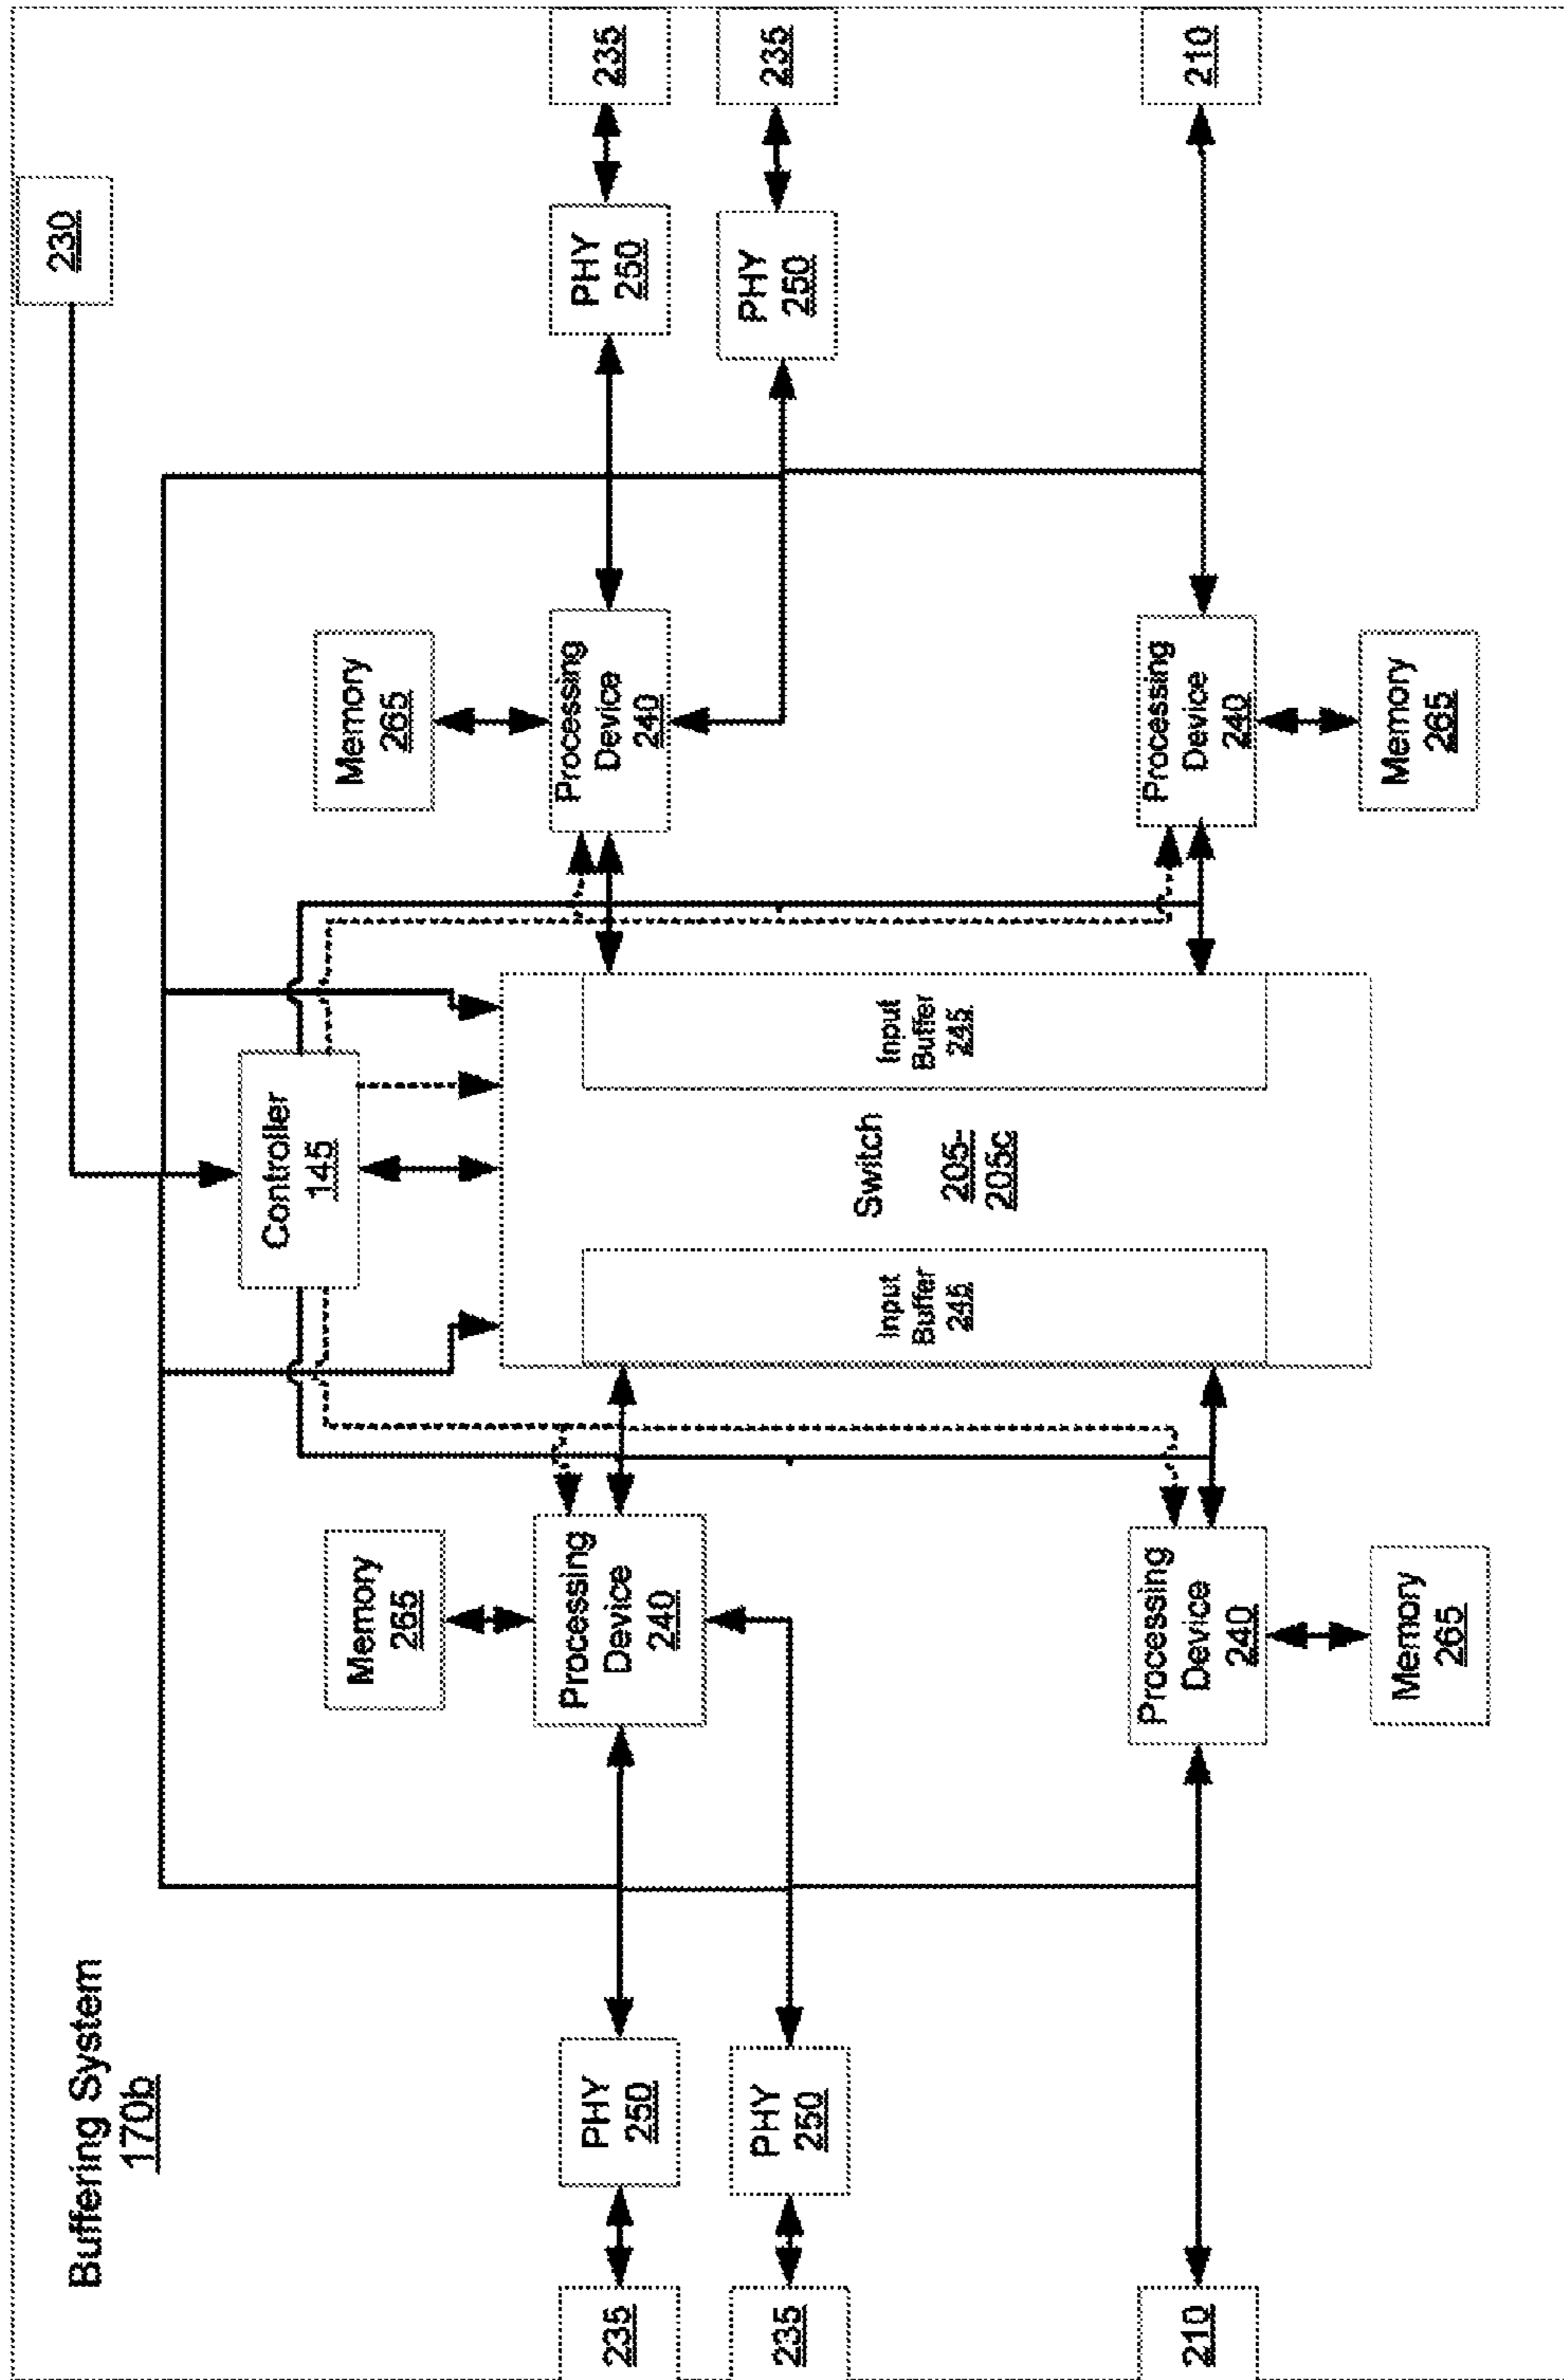 Buffering System
170b
230
Controller
145
Memory
265
Memory
265
235
PHY
250
Processing
Device
240
Processing
Device
240
PHY
250
235
235
PHY
250
PHY
250
235
Input
Buffer
245
Switch
205-
205c
Input
Buffer
245
210
Processing
Device
240
Processing
Device
240
210
Memory
265
Memory
265